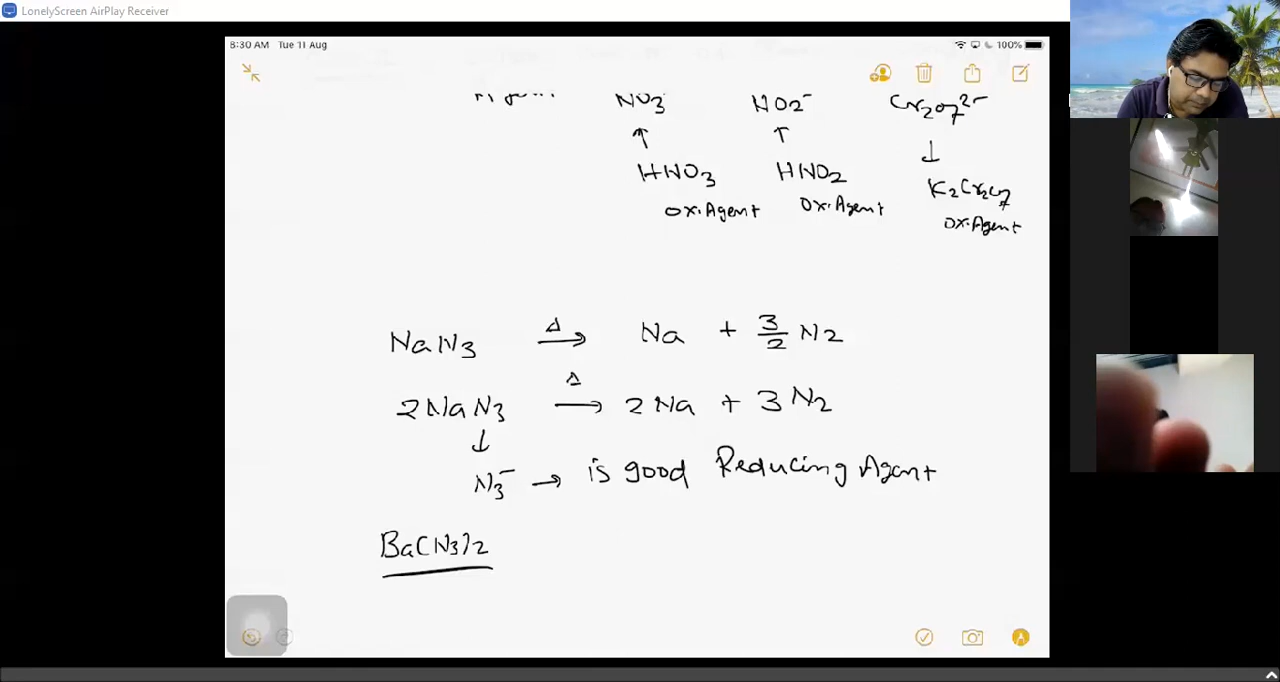 LonelyScreen AirPlay Receiver
8:30 AM Tue 11 Aug 100%
NO3⁻ NO2⁻ Cr2O7²⁻
↑ ↑ ↓
HNO3 HNO2 K2Cr2O7
Ox.Agent Ox.Agent Ox.Agent
NaN3 —Δ→ Na + 3/2 N2
2NaN3 —Δ→ 2Na + 3N2
↓
N3⁻ → is good Reducing Agent
Ba(N3)2